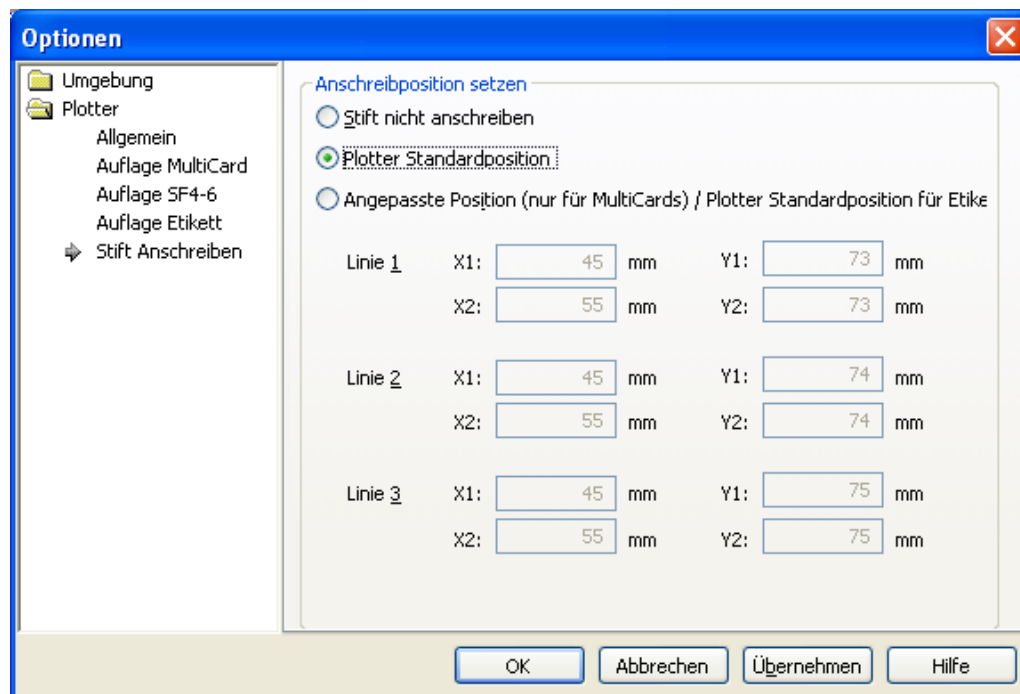 Optionen
Umgebung
Plotter
Allgemein
Auflage MultiCard
Auflage SF4-6
Auflage Etikett
Stift Anschreiben
Anschreibposition setzen
Stift nicht anschreiben
Plotter Standardposition
Angepasste Position (nur für MultiCards) / Plotter Standardposition für Etike
Linie 1 X1: 45 mm Y1: 73 mm
X2: 55 mm Y2: 73 mm
Linie 2 X1: 45 mm Y1: 74 mm
X2: 55 mm Y2: 74 mm
Linie 3 X1: 45 mm Y1: 75 mm
X2: 55 mm Y2: 75 mm
OK Abbrechen Übernehmen Hilfe